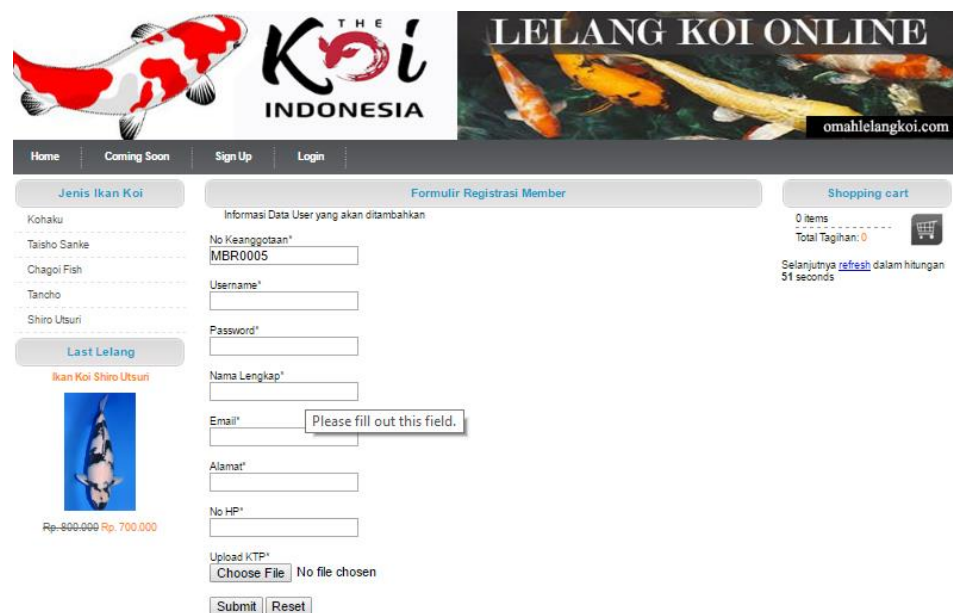 THE
Koi
INDONESIA
LELANG KOI ONLINE
omahlelangkoi.com
Home Coming Soon Sign Up Login
Jenis Ikan Koi
Kohaku
Taisho Sanke
Chagoi Fish
Tancho
Shiro Utsuri
Last Lelang
Ikan Koi Shiro Utsuri
Rp. 800.000 Rp. 700.000
Formulir Registrasi Member
Informasi Data User yang akan ditambahkan
No Keanggotaan*
MBR0005
Username*
Password*
Nama Lengkap*
Please fill out this field.
Email*
Alamat*
No HP*
Upload KTP*
Choose File No file chosen
Submit Reset
Shopping cart
0 items
Total Tagihan: 0
Selanjutnya refresh dalam hitungan
51 seconds